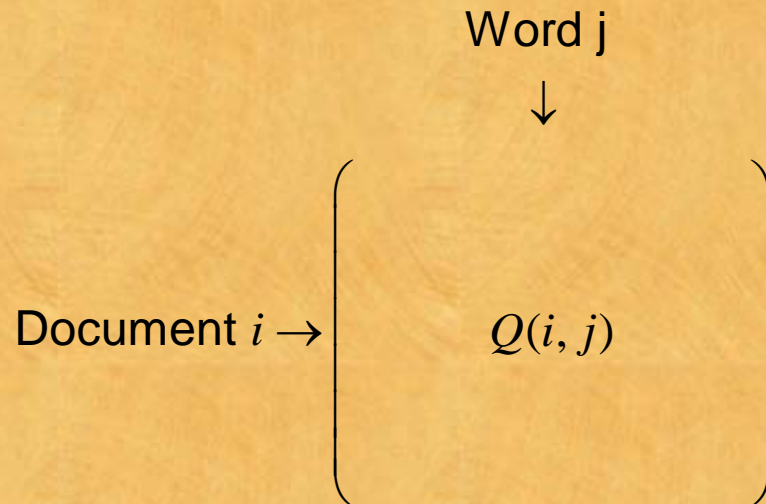 Word j
↓
Document i → ( Q(i, j) )